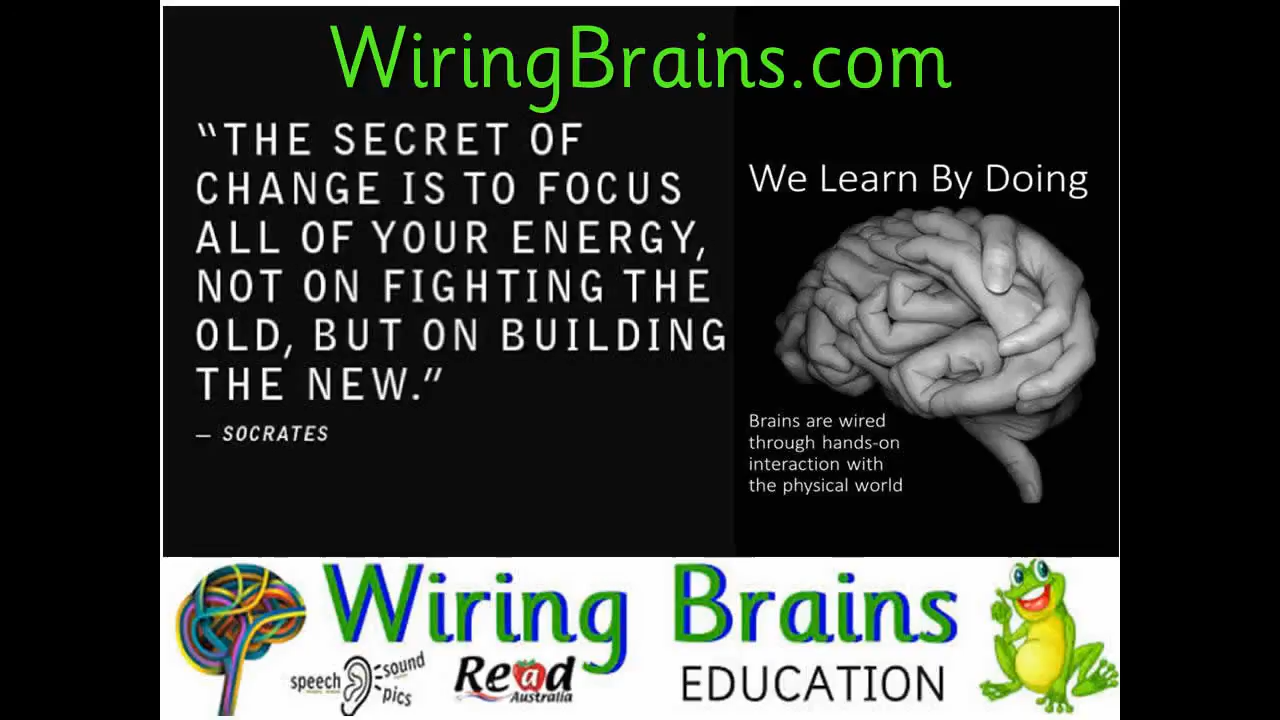 WiringBrains.com
“THE SECRET OF
CHANGE IS TO FOCUS
ALL OF YOUR ENERGY,
NOT ON FIGHTING THE
OLD, BUT ON BUILDING
THE NEW.”
— SOCRATES
We Learn By Doing
Brains are wired
through hands-on
interaction with
the physical world
Wiring Brains
EDUCATION
speech
sound
pics
Read
Australia